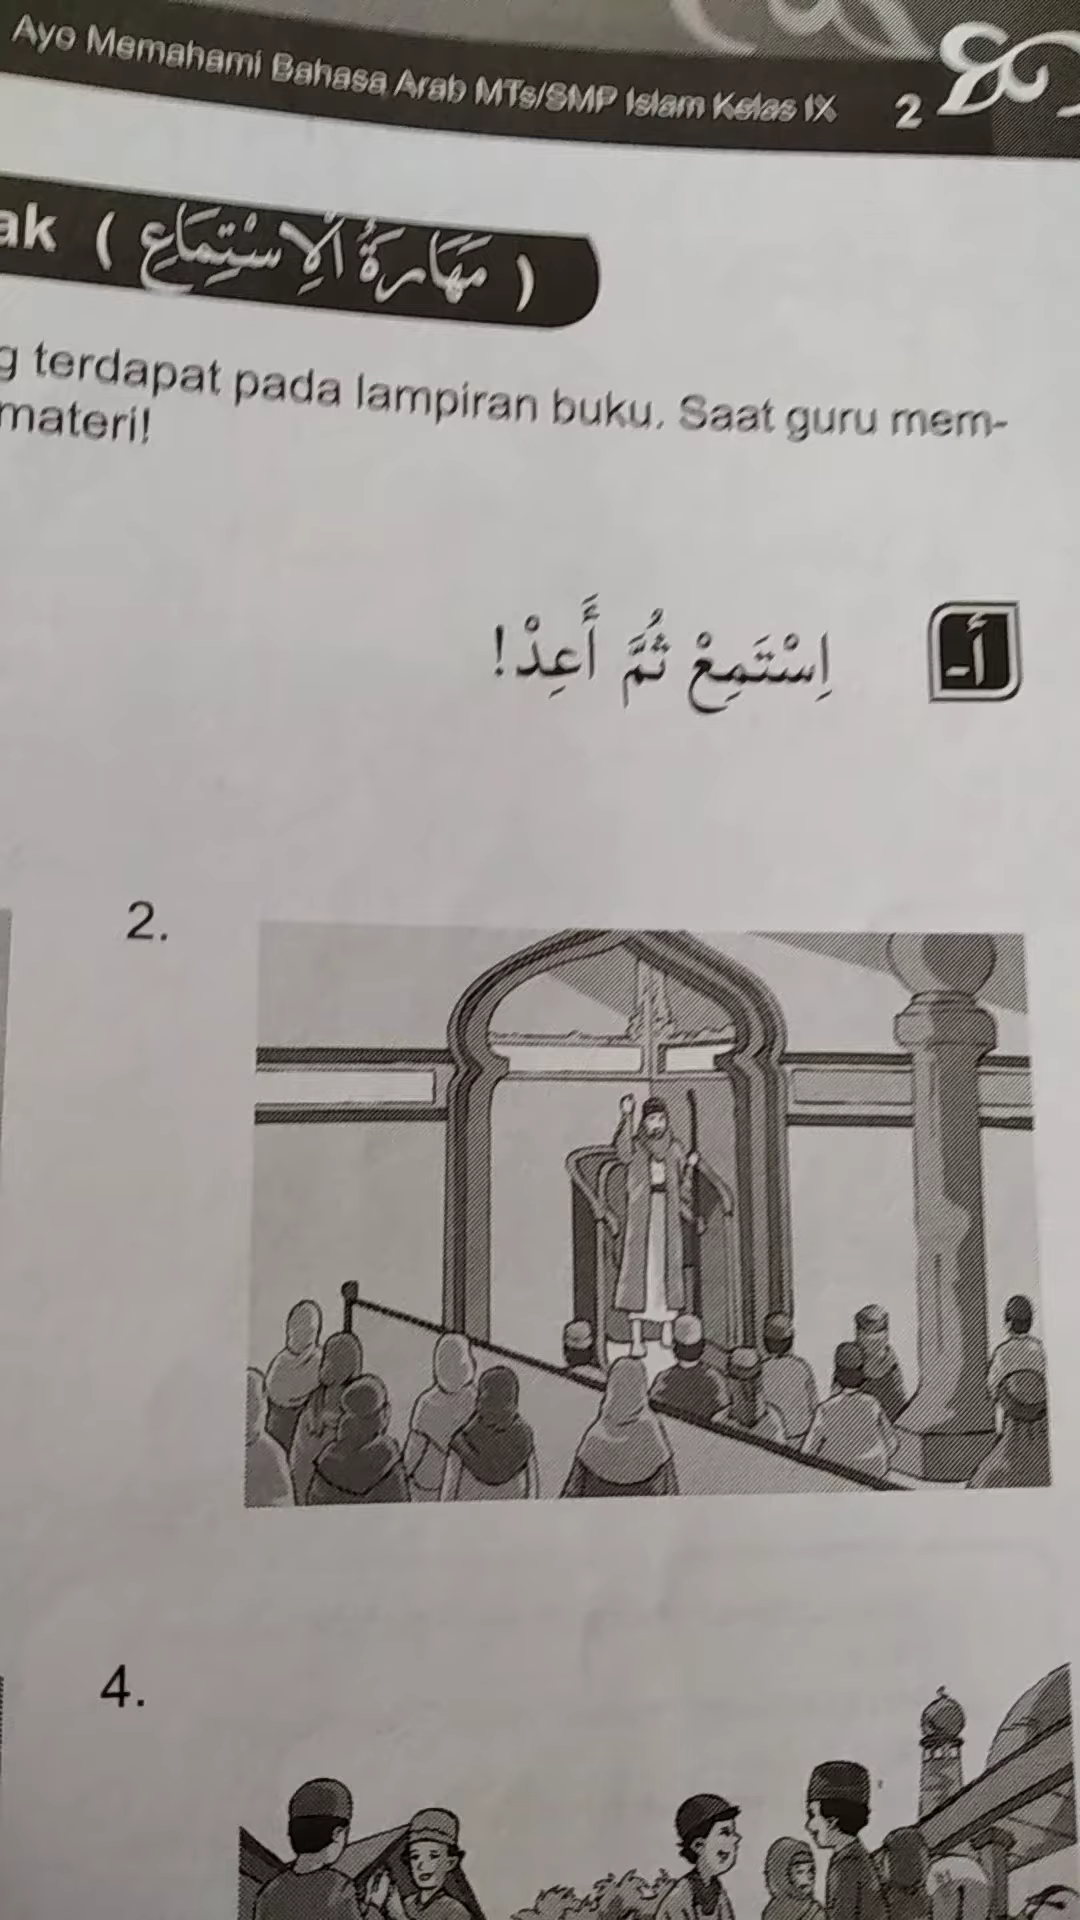 Ayo Memahami Bahasa Arab MTs/SMP Islam Kelas IX 2
ak ( مَهَارَةُ الْاِسْتِمَاعِ )
g terdapat pada lampiran buku. Saat guru mem-
materi!
أ- اِسْتَمِعْ ثُمَّ أَعِدْ!
2.
4.